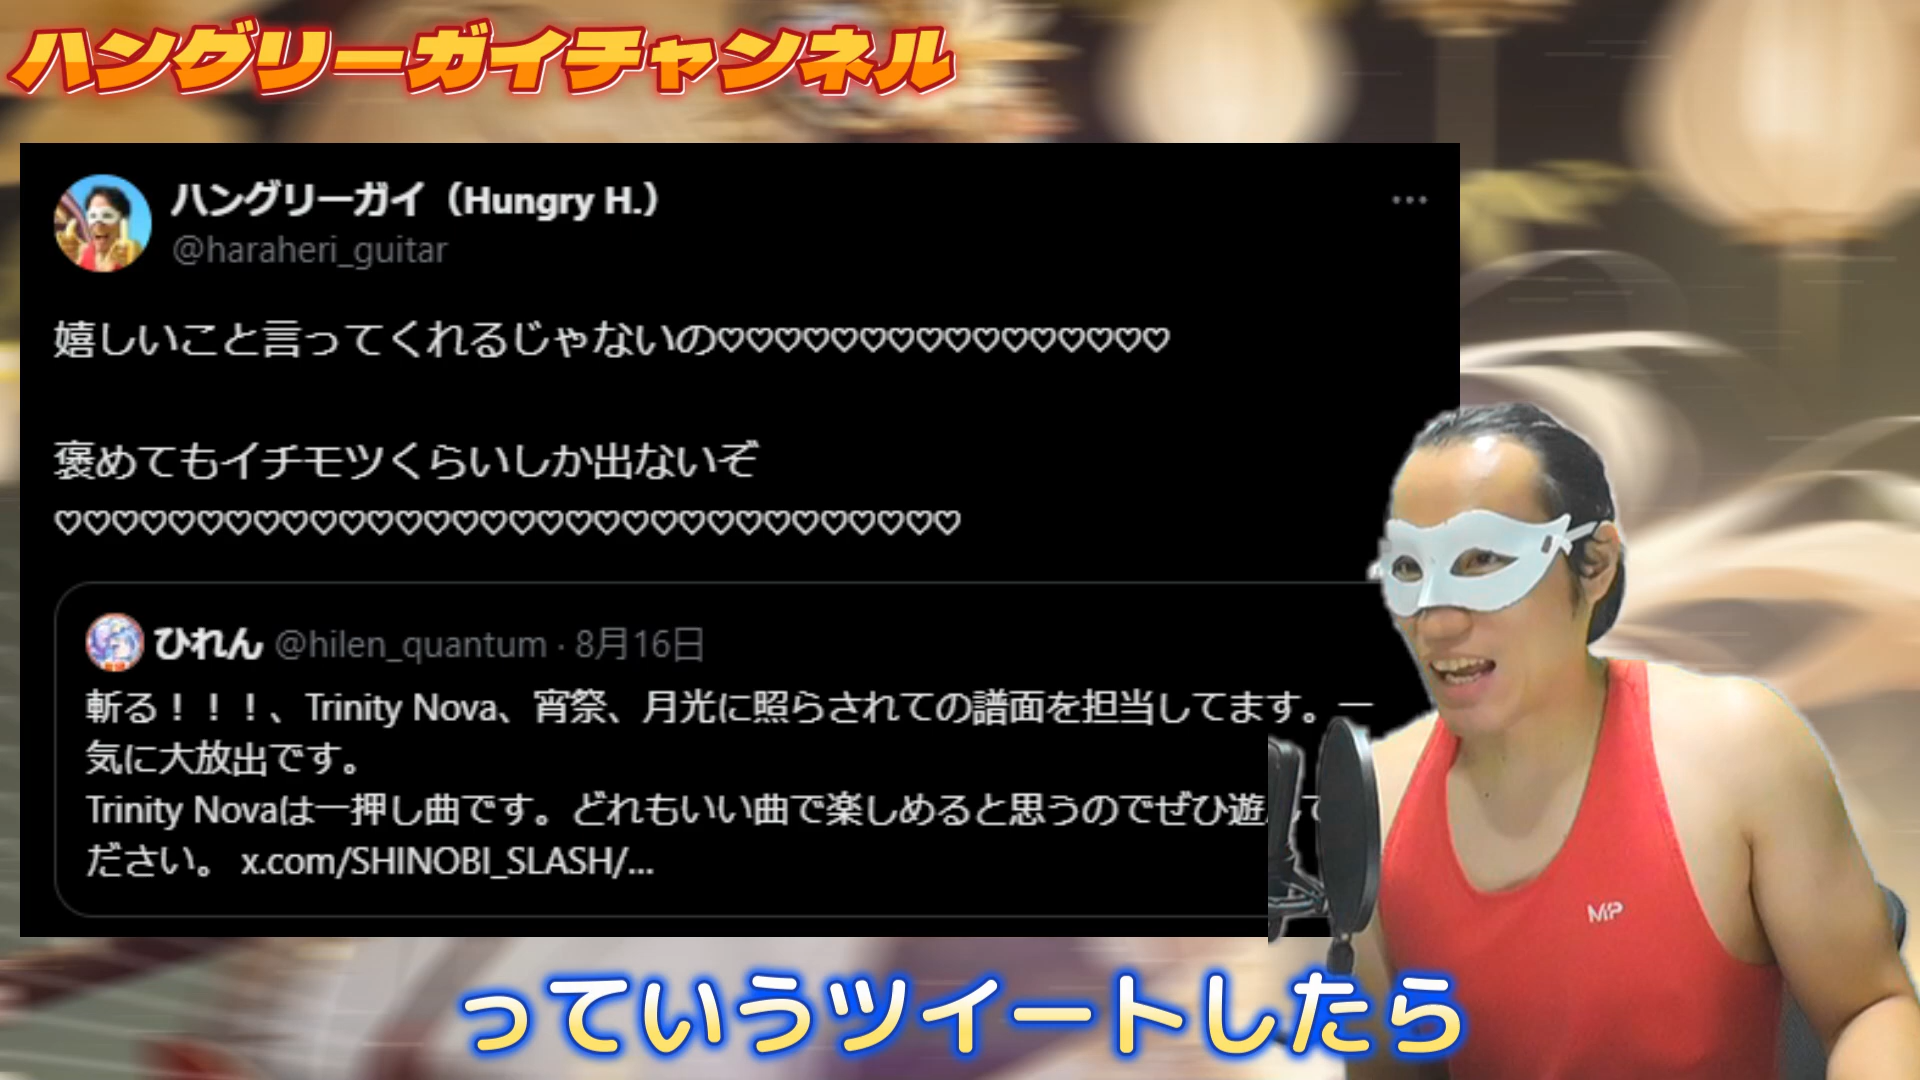 ハングリーガイチャンネル
ハングリーガイ（Hungry H.）
@haraheri_guitar
嬉しいこと言ってくれるじゃないの♡♡♡♡♡♡♡♡♡♡♡♡♡♡♡♡
褒めてもイチモツくらいしか出ないぞ
♡♡♡♡♡♡♡♡♡♡♡♡♡♡♡♡♡♡♡♡♡♡♡♡♡♡♡♡♡♡♡♡
ひれん @hilen_quantum · 8月16日
斬る！！！、Trinity Nova、宵祭、月光に照らされての譜面を担当してます。一
気に大放出です。
Trinity Novaは一押し曲です。どれもいい曲で楽しめると思うのでぜひ遊
ださい。 x.com/SHINOBI_SLASH/...
MP
っていうツイートしたら